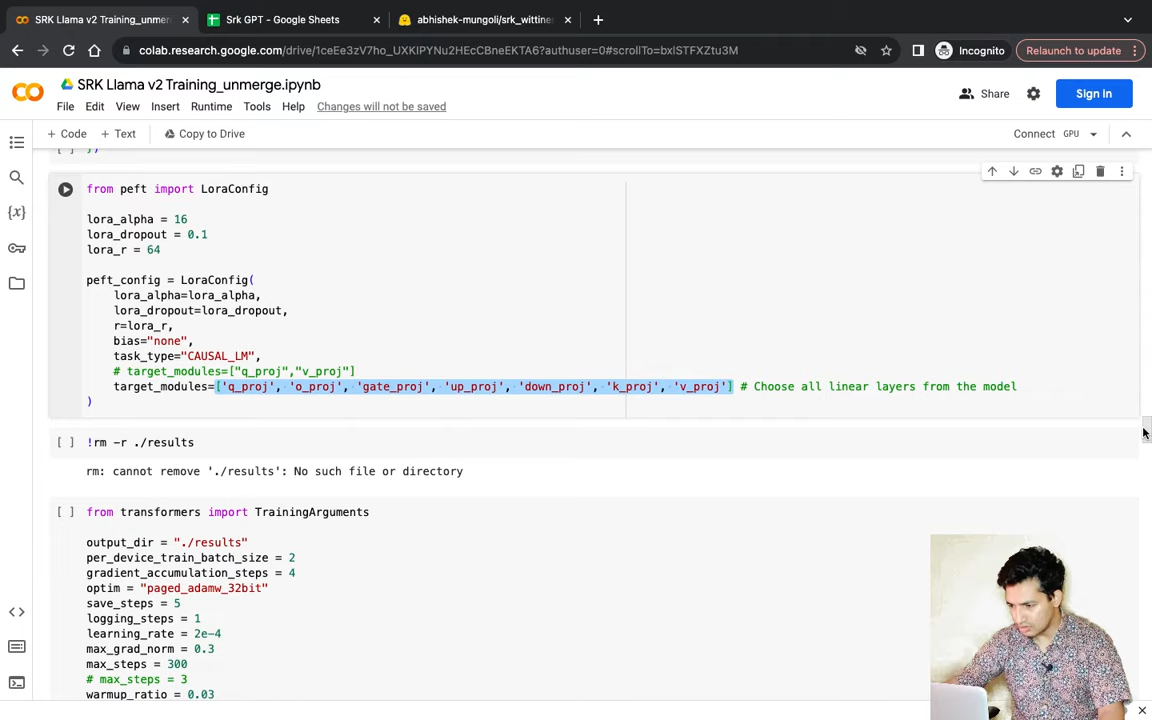 SRK Llama v2 Training_unmerge
Srk GPT - Google Sheets
abhishek-mungoli/srk_wittines
colab.research.google.com/drive/1ceEe3zV7ho_UXKIPYNu2HEcCBneEKTA6?authuser=0#scrollTo=bxlSTFXZtu3M
Incognito
Relaunch to update
SRK Llama v2 Training_unmerge.ipynb
File Edit View Insert Runtime Tools Help Changes will not be saved
Share
Sign in
+ Code + Text Copy to Drive
Connect GPU
[ ] })
from peft import LoraConfig
lora_alpha = 16
lora_dropout = 0.1
lora_r = 64
peft_config = LoraConfig(
lora_alpha=lora_alpha,
lora_dropout=lora_dropout,
r=lora_r,
bias="none",
task_type="CAUSAL_LM",
# target_modules=["q_proj","v_proj"]
target_modules=['q_proj', 'o_proj', 'gate_proj', 'up_proj', 'down_proj', 'k_proj', 'v_proj'] # Choose all linear layers from the model
)
[ ] !rm -r ./results
rm: cannot remove './results': No such file or directory
[ ] from transformers import TrainingArguments
output_dir = "./results"
per_device_train_batch_size = 2
gradient_accumulation_steps = 4
optim = "paged_adamw_32bit"
save_steps = 5
logging_steps = 1
learning_rate = 2e-4
max_grad_norm = 0.3
max_steps = 300
# max_steps = 3
warmup_ratio = 0.03